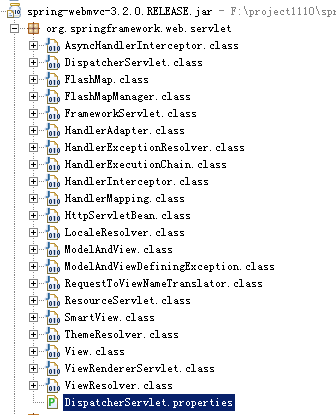 spring-webmvc-3.2.0.RELEASE.jar - F:\project1110\spr
org.springframework.web.servlet
AsyncHandlerInterceptor.class
DispatcherServlet.class
FlashMap.class
FlashMapManager.class
FrameworkServlet.class
HandlerAdapter.class
HandlerExceptionResolver.class
HandlerExecutionChain.class
HandlerInterceptor.class
HandlerMapping.class
HttpServletBean.class
LocaleResolver.class
ModelAndView.class
ModelAndViewDefiningException.class
RequestToViewNameTranslator.class
ResourceServlet.class
SmartView.class
ThemeResolver.class
View.class
ViewRendererServlet.class
ViewResolver.class
DispatcherServlet.properties